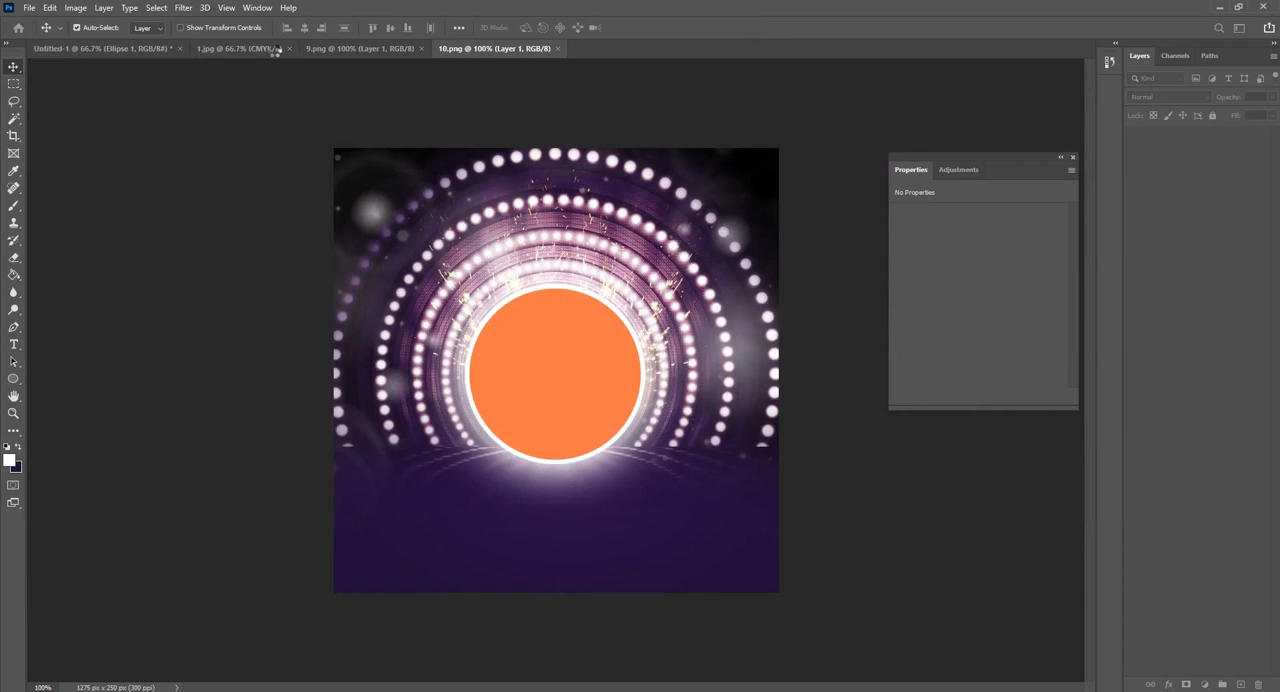 Ps File Edit Image Layer Type Select Filter 3D View Window Help
Auto-Select: Layer Show Transform Controls ••• 3D Mode:
Untitled-1 @ 66.7% (Ellipse 1, RGB/8#) * × 1.jpg @ 66.7% (CMYK/ × 9.png @ 100% (Layer 1, RGB/8) × 10.png @ 100% (Layer 1, RGB/8) ×
Layers Channels Paths
Kind
Normal Opacity:
Lock: Fill:
Properties Adjustments
No Properties
100% 1275 px x 250 px (300 ppi)